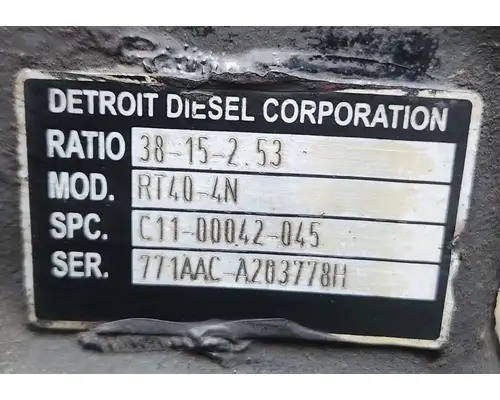 DETROIT DIESEL CORPORATION
RATIO 38-15-2.53
MOD. RT40-4N
SPC. C11-00042-045
SER. 771AAC-A203778H